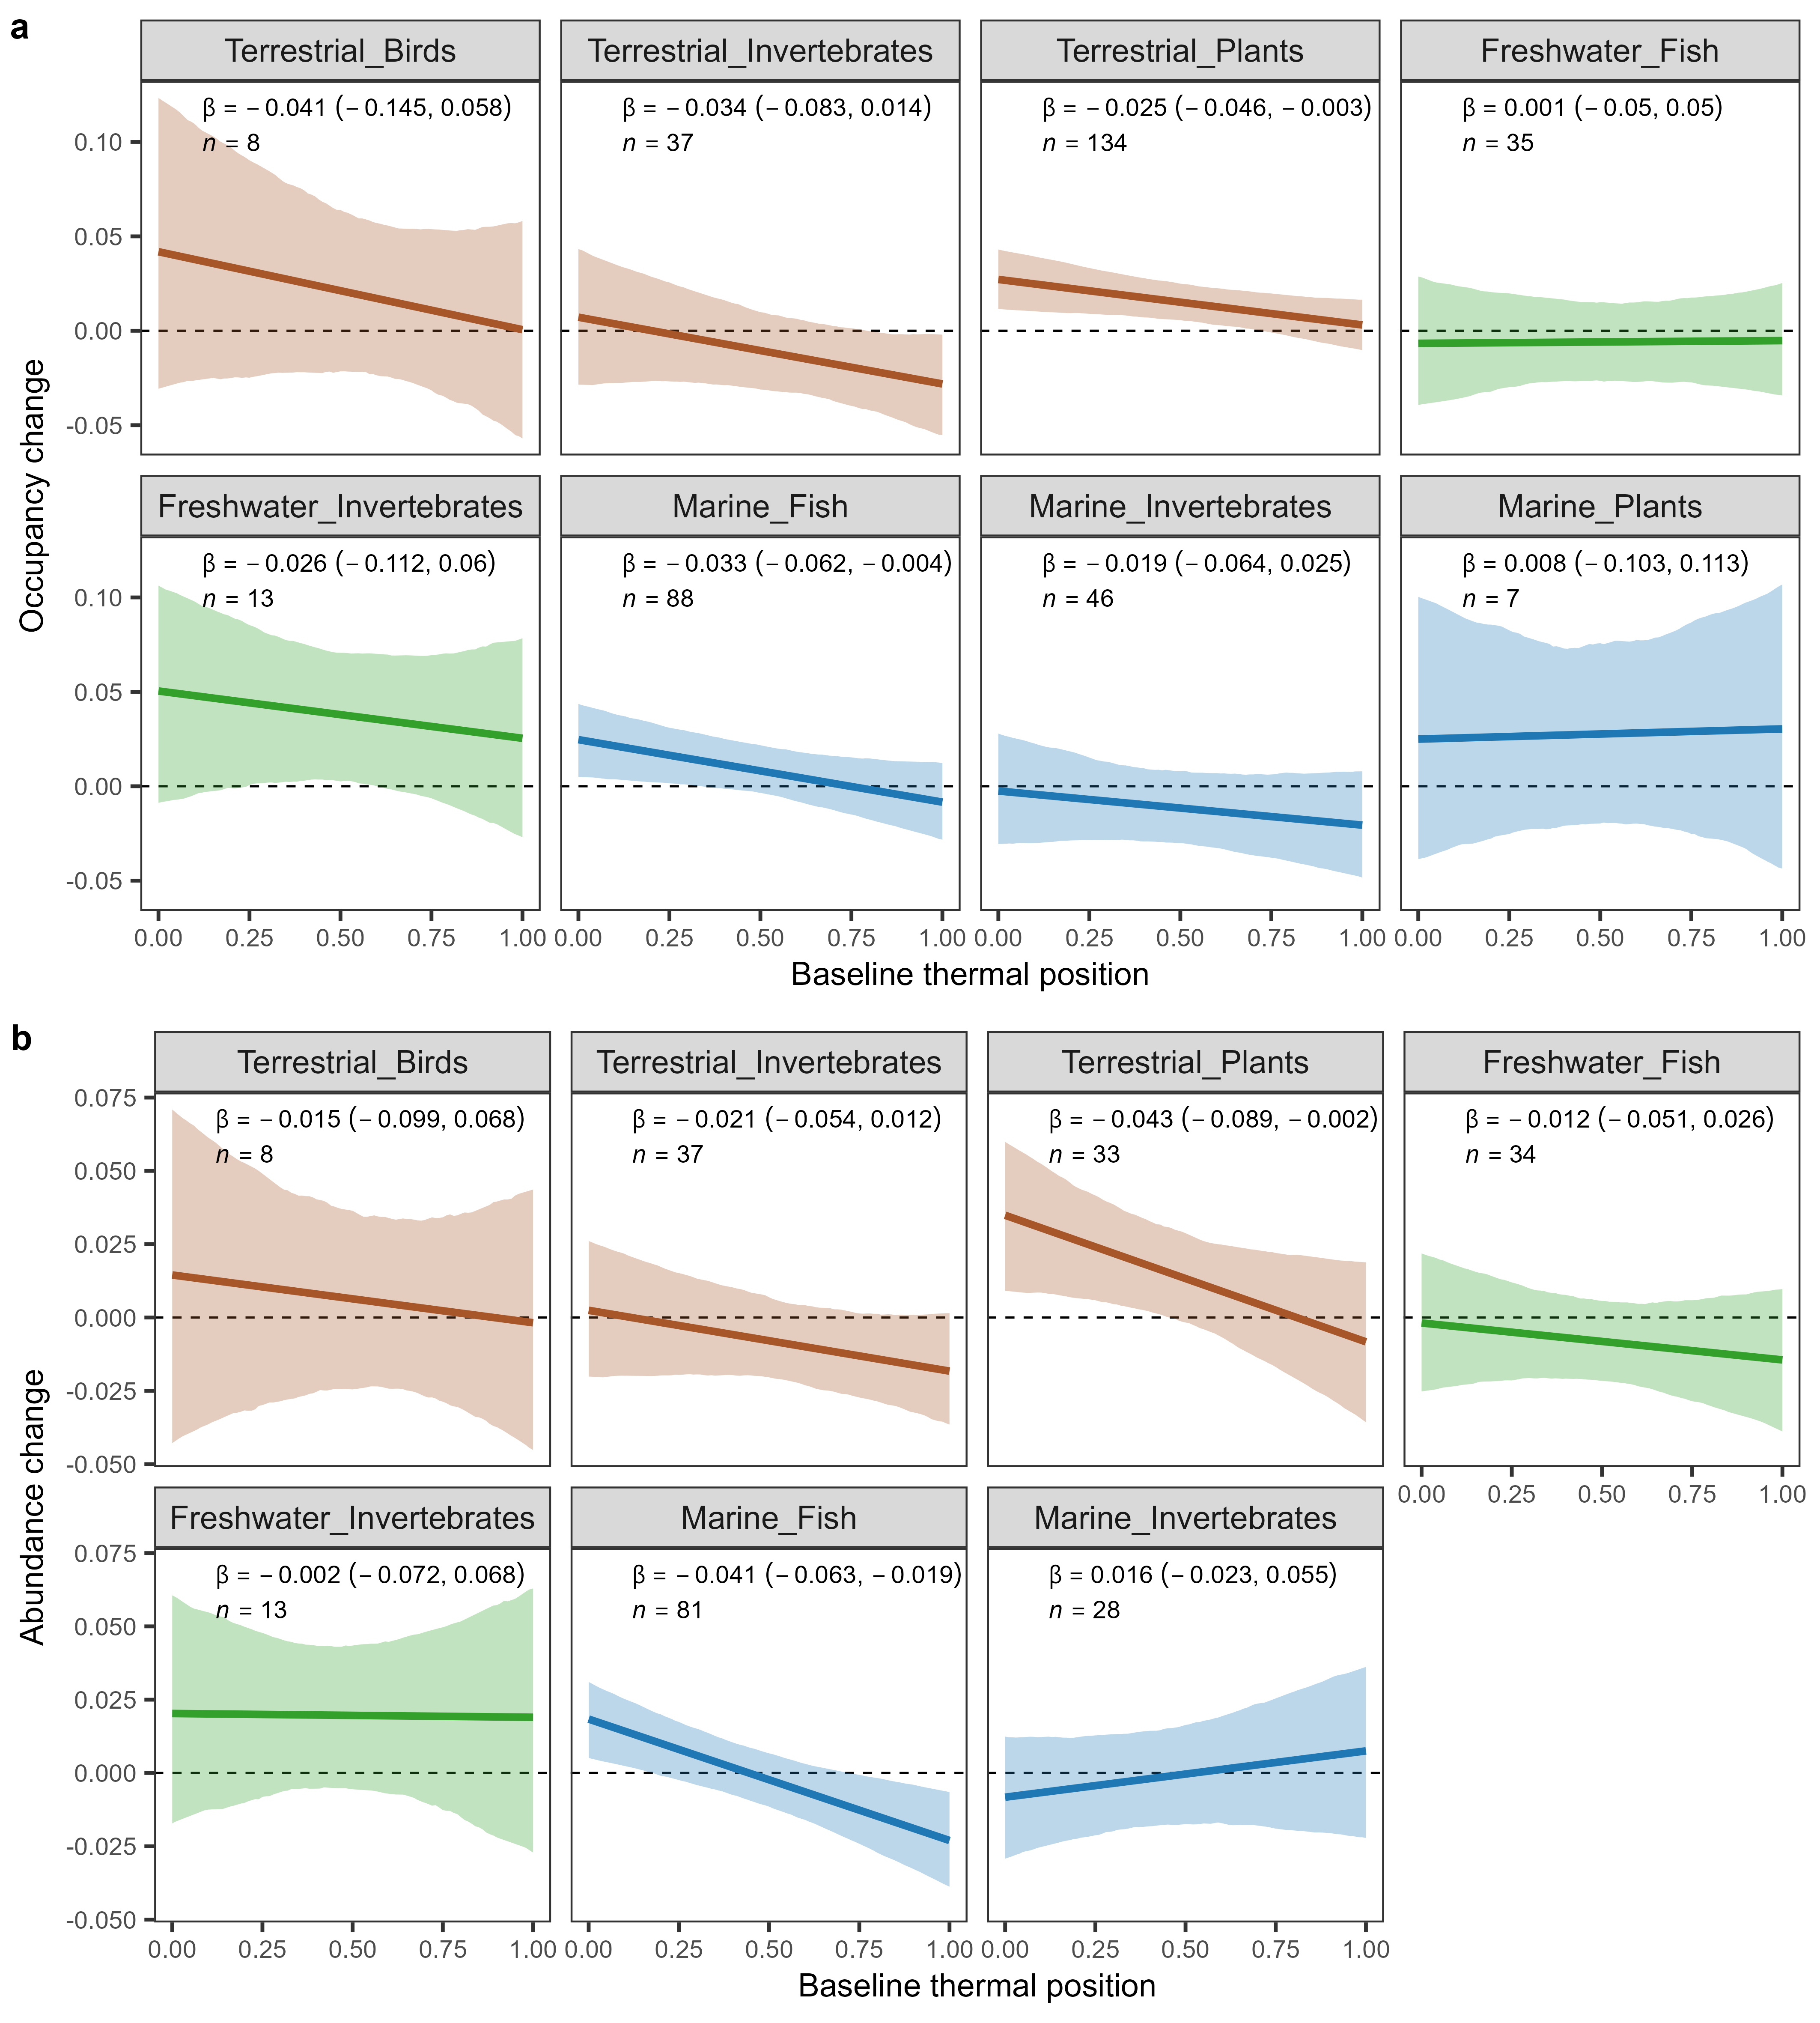 a
Terrestrial_Birds
β = −0.041 (−0.145, 0.058)
n = 8
Terrestrial_Invertebrates
β = −0.034 (−0.083, 0.014)
n = 37
Terrestrial_Plants
β = −0.025 (−0.046, −0.003)
n = 134
Freshwater_Fish
β = 0.001 (−0.05, 0.05)
n = 35
0.10
0.05
0.00
-0.05
Occupancy change
Freshwater_Invertebrates
β = −0.026 (−0.112, 0.06)
n = 13
Marine_Fish
β = −0.033 (−0.062, −0.004)
n = 88
Marine_Invertebrates
β = −0.019 (−0.064, 0.025)
n = 46
Marine_Plants
β = 0.008 (−0.103, 0.113)
n = 7
0.10
0.05
0.00
-0.05
0.00 0.25 0.50 0.75 1.00 0.00 0.25 0.50 0.75 1.00 0.00 0.25 0.50 0.75 1.00 0.00 0.25 0.50 0.75 1.00
Baseline thermal position
b
Terrestrial_Birds
β = −0.015 (−0.099, 0.068)
n = 8
Terrestrial_Invertebrates
β = −0.021 (−0.054, 0.012)
n = 37
Terrestrial_Plants
β = −0.043 (−0.089, −0.002)
n = 33
Freshwater_Fish
β = −0.012 (−0.051, 0.026)
n = 34
0.075
0.050
0.025
0.000
-0.025
-0.050
0.00 0.25 0.50 0.75 1.00
Abundance change
Freshwater_Invertebrates
β = −0.002 (−0.072, 0.068)
n = 13
Marine_Fish
β = −0.041 (−0.063, −0.019)
n = 81
Marine_Invertebrates
β = 0.016 (−0.023, 0.055)
n = 28
0.075
0.050
0.025
0.000
-0.025
-0.050
0.00 0.25 0.50 0.75 1.00 0.00 0.25 0.50 0.75 1.00 0.00 0.25 0.50 0.75 1.00
Baseline thermal position